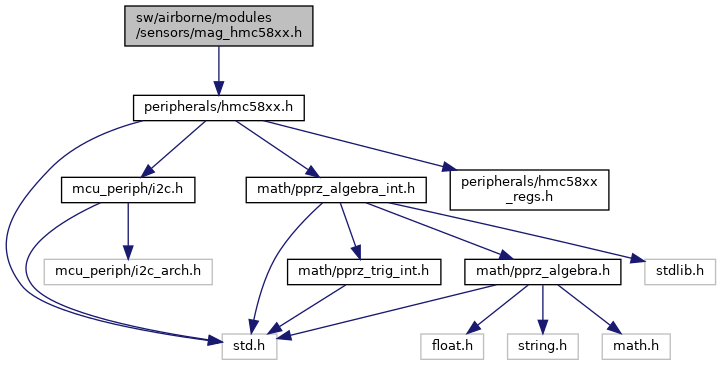 sw/airborne/modules
/sensors/mag_hmc58xx.h
peripherals/hmc58xx.h
mcu_periph/i2c.h
math/pprz_algebra_int.h
peripherals/hmc58xx
_regs.h
mcu_periph/i2c_arch.h
math/pprz_trig_int.h
math/pprz_algebra.h
stdlib.h
std.h
float.h
string.h
math.h